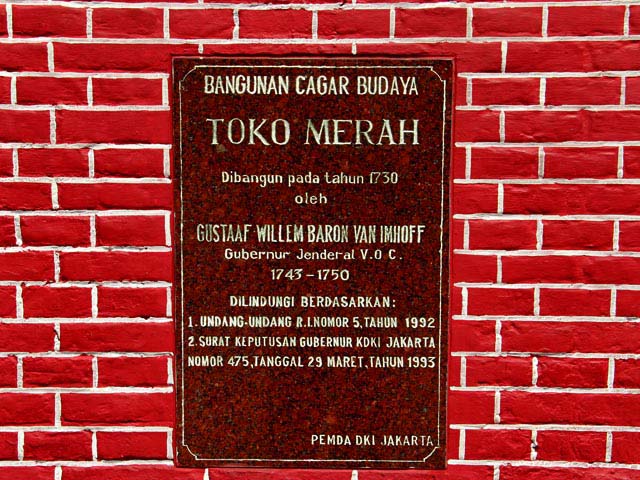 BANGUNAN CAGAR BUDAYA
TOKO MERAH
Dibangun pada tahun 1730
oleh
GUSTAAF WILLEM BARON VAN IMHOFF
Gubernur Jenderal V.O.C.
1743-1750
DILINDUNGI BERDASARKAN:
1. UNDANG-UNDANG R.I.NOMOR 5, TAHUN 1992
2. SURAT KEPUTUSAN GUBERNUR KDKI JAKARTA
NOMOR 475, TANGGAL 29 MARET, TAHUN 1993
PEMDA DKI JAKARTA